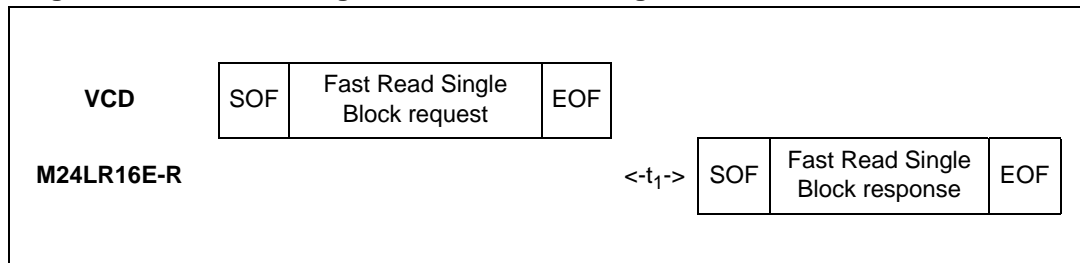 VCD
SOF
Fast Read Single
Block request
EOF
M24LR16E-R
<-t1->
SOF
Fast Read Single
Block response
EOF